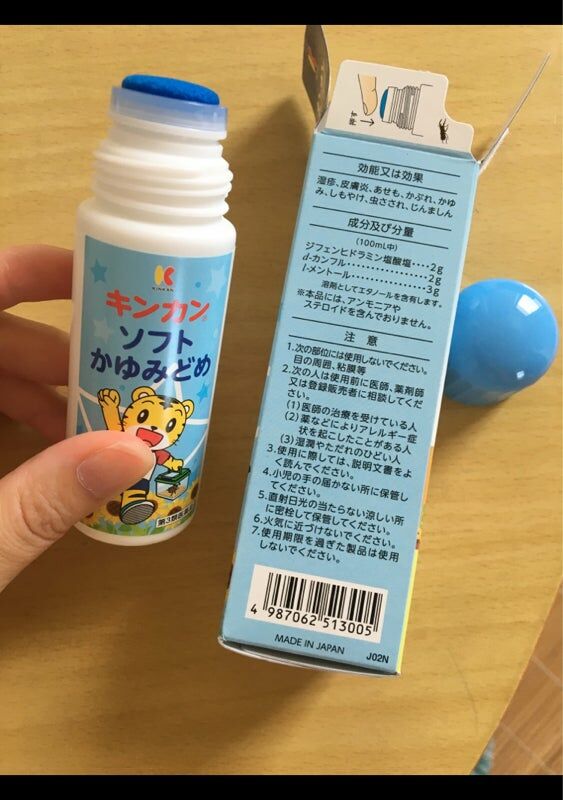 KINKAN
キンカン
ソフト
かゆみどめ
第3類医薬品
押す
効能又は効果
湿疹、皮膚炎、あせも、かぶれ、かゆ
み、しもやけ、虫さされ、じんましん
成分及び分量
(100mL中)
ジフェンヒドラミン塩酸塩‥‥2g
d-カンフル‥‥‥‥‥‥‥‥‥2g
l-メントール‥‥‥‥‥‥‥‥3g
溶剤としてエタノールを含有します。
※本品には、アンモニアや
ステロイドを含んでおりません。
注 意
1.次の部位には使用しないでください。
目の周囲、粘膜等
2.次の人は使用前に医師、薬剤師
又は登録販売者に相談してくだ
さい。
(1)医師の治療を受けている人
(2)薬などによりアレルギー症
状を起こしたことがある人
(3)湿潤やただれのひどい人
3.使用に際しては、説明文書をよ
く読んでください。
4.小児の手の届かない所に保管し
てください。
5.直射日光の当たらない涼しい所
に密栓して保管してください。
6.火気に近づけないでください。
7.使用期限を過ぎた製品は使用
しないでください。
4 987062 513005
MADE IN JAPAN
J02N